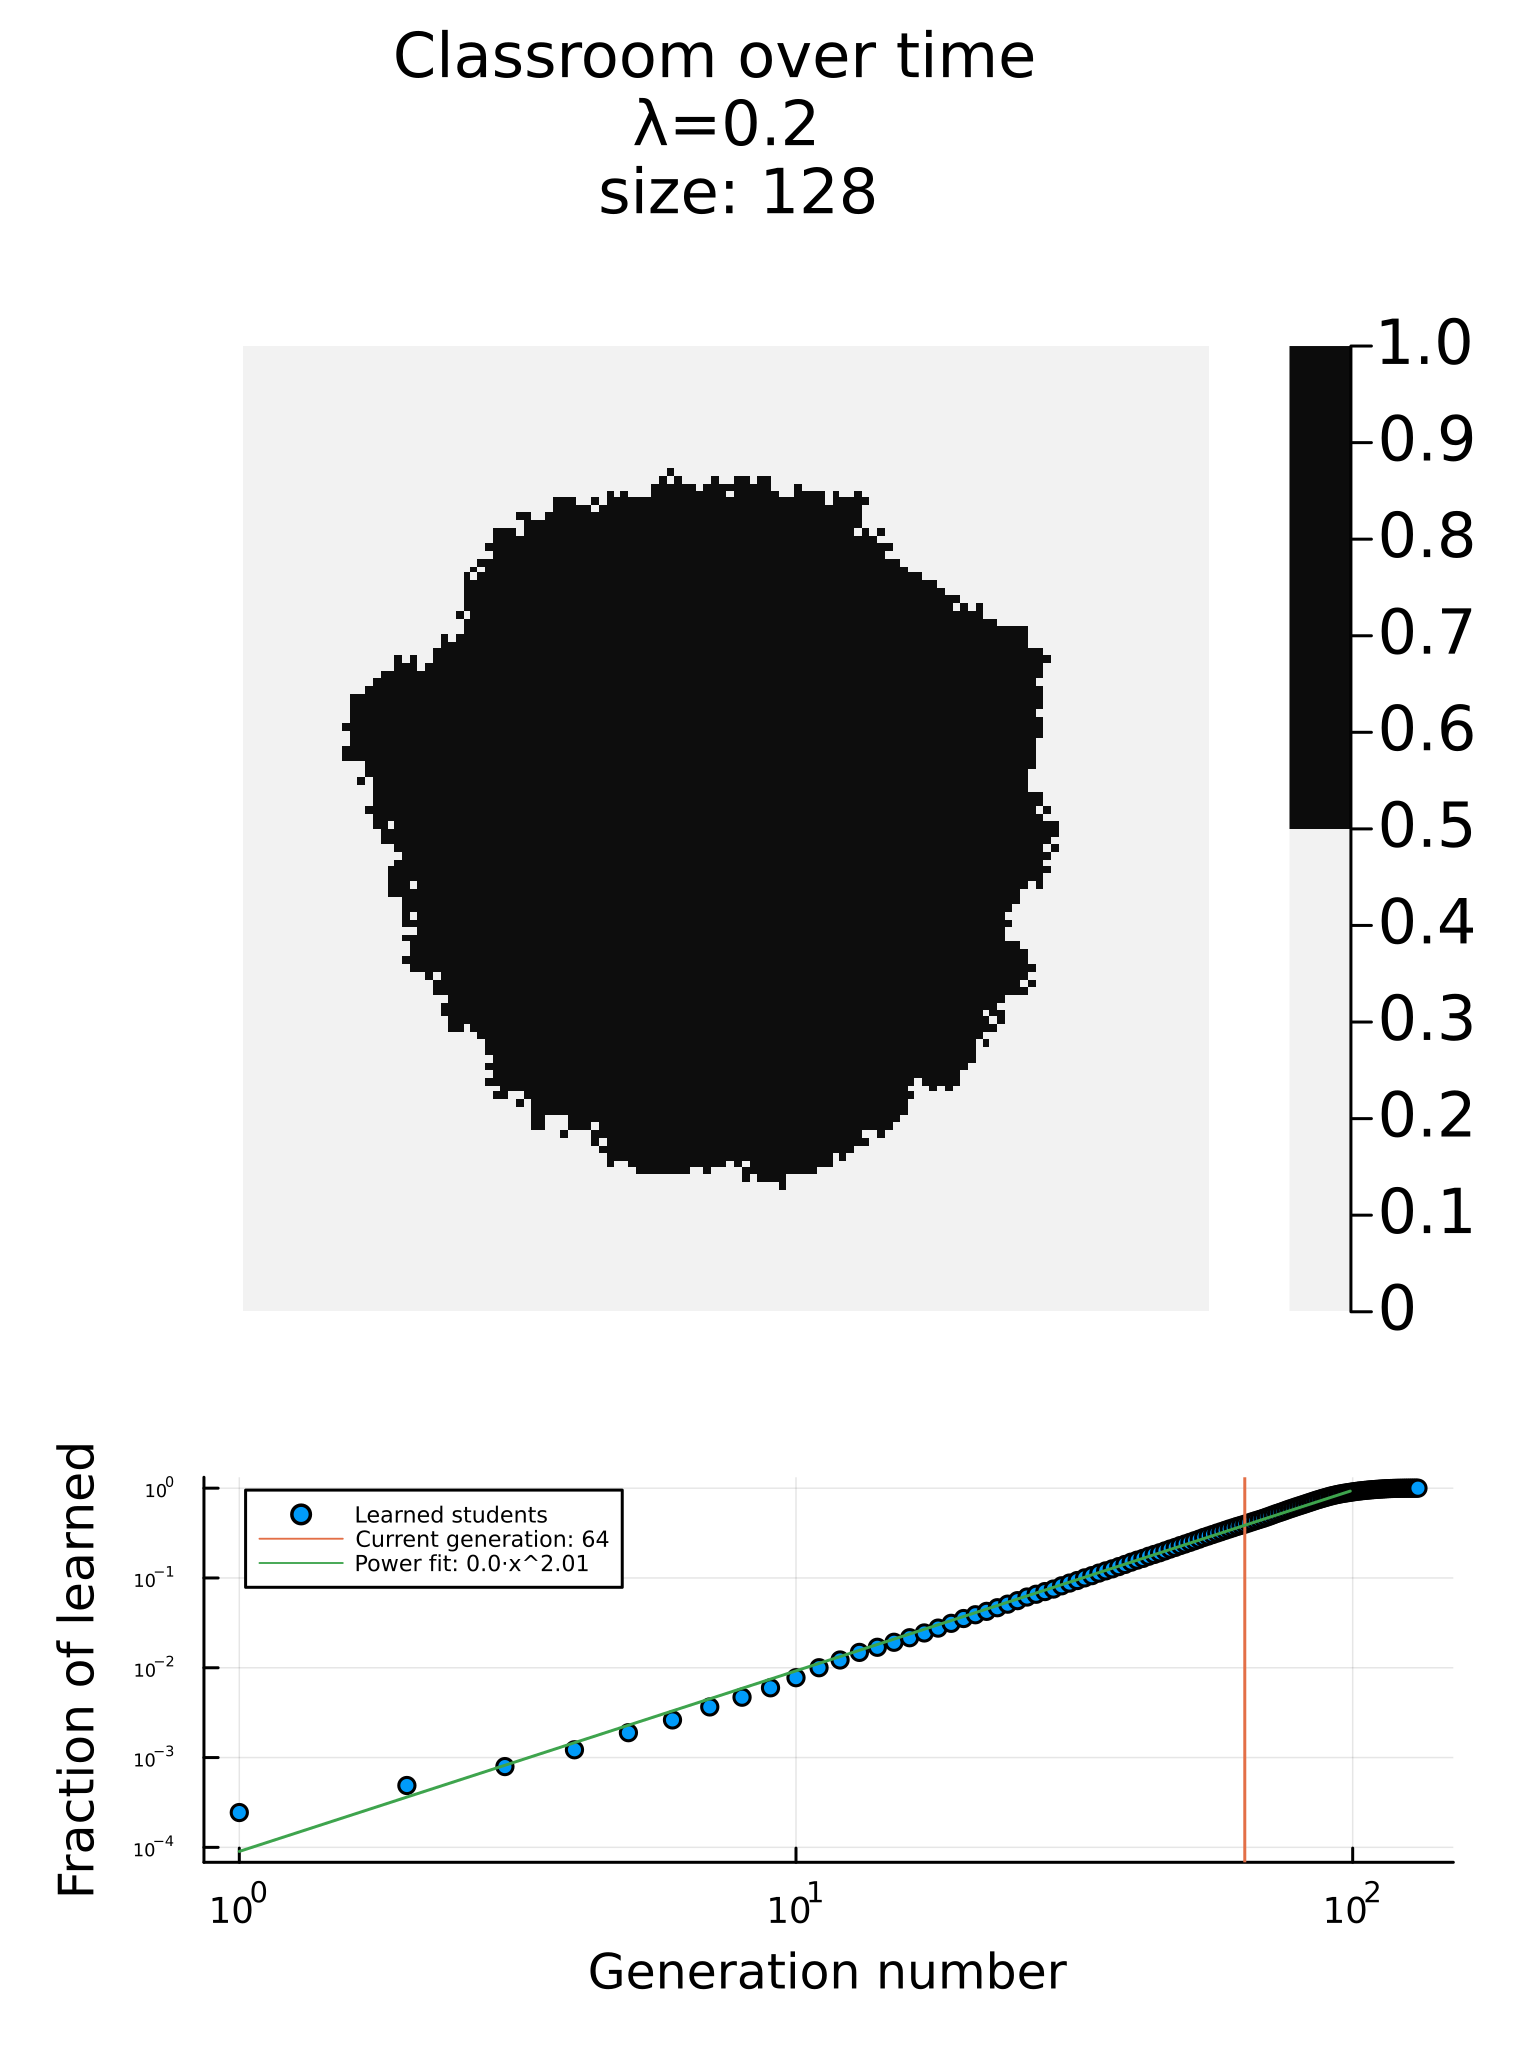 Classroom over time
λ=0.2
size: 128
1.0
0.9
0.8
0.7
0.6
0.5
0.4
0.3
0.2
0.1
0
Fraction of learned
10^0
10^-1
10^-2
10^-3
10^-4
Learned students
Current generation: 64
Power fit: 0.0·x^2.01
10^0 10^1 10^2
Generation number